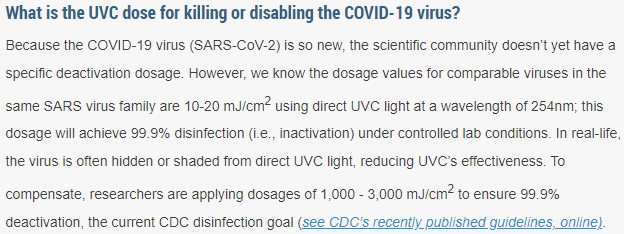 What is the UVC dose for killing or disabling the COVID-19 virus?
Because the COVID-19 virus (SARS-CoV-2) is so new, the scientific community doesn’t yet have a
specific deactivation dosage. However, we know the dosage values for comparable viruses in the
same SARS virus family are 10-20 mJ/cm² using direct UVC light at a wavelength of 254nm; this
dosage will achieve 99.9% disinfection (i.e., inactivation) under controlled lab conditions. In real-life,
the virus is often hidden or shaded from direct UVC light, reducing UVC’s effectiveness. To
compensate, researchers are applying dosages of 1,000 - 3,000 mJ/cm² to ensure 99.9%
deactivation, the current CDC disinfection goal (see CDC’s recently published guidelines, online).